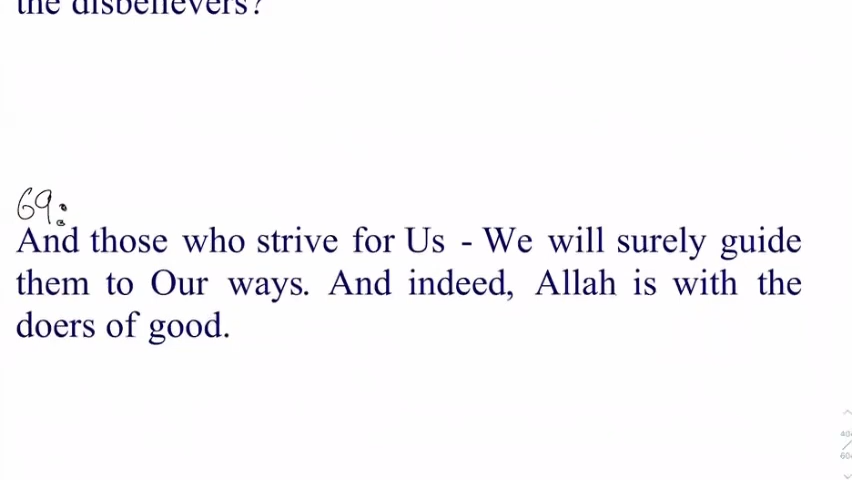 the disbelievers?
69:
And those who strive for Us - We will surely guide
them to Our ways. And indeed, Allah is with the
doers of good.